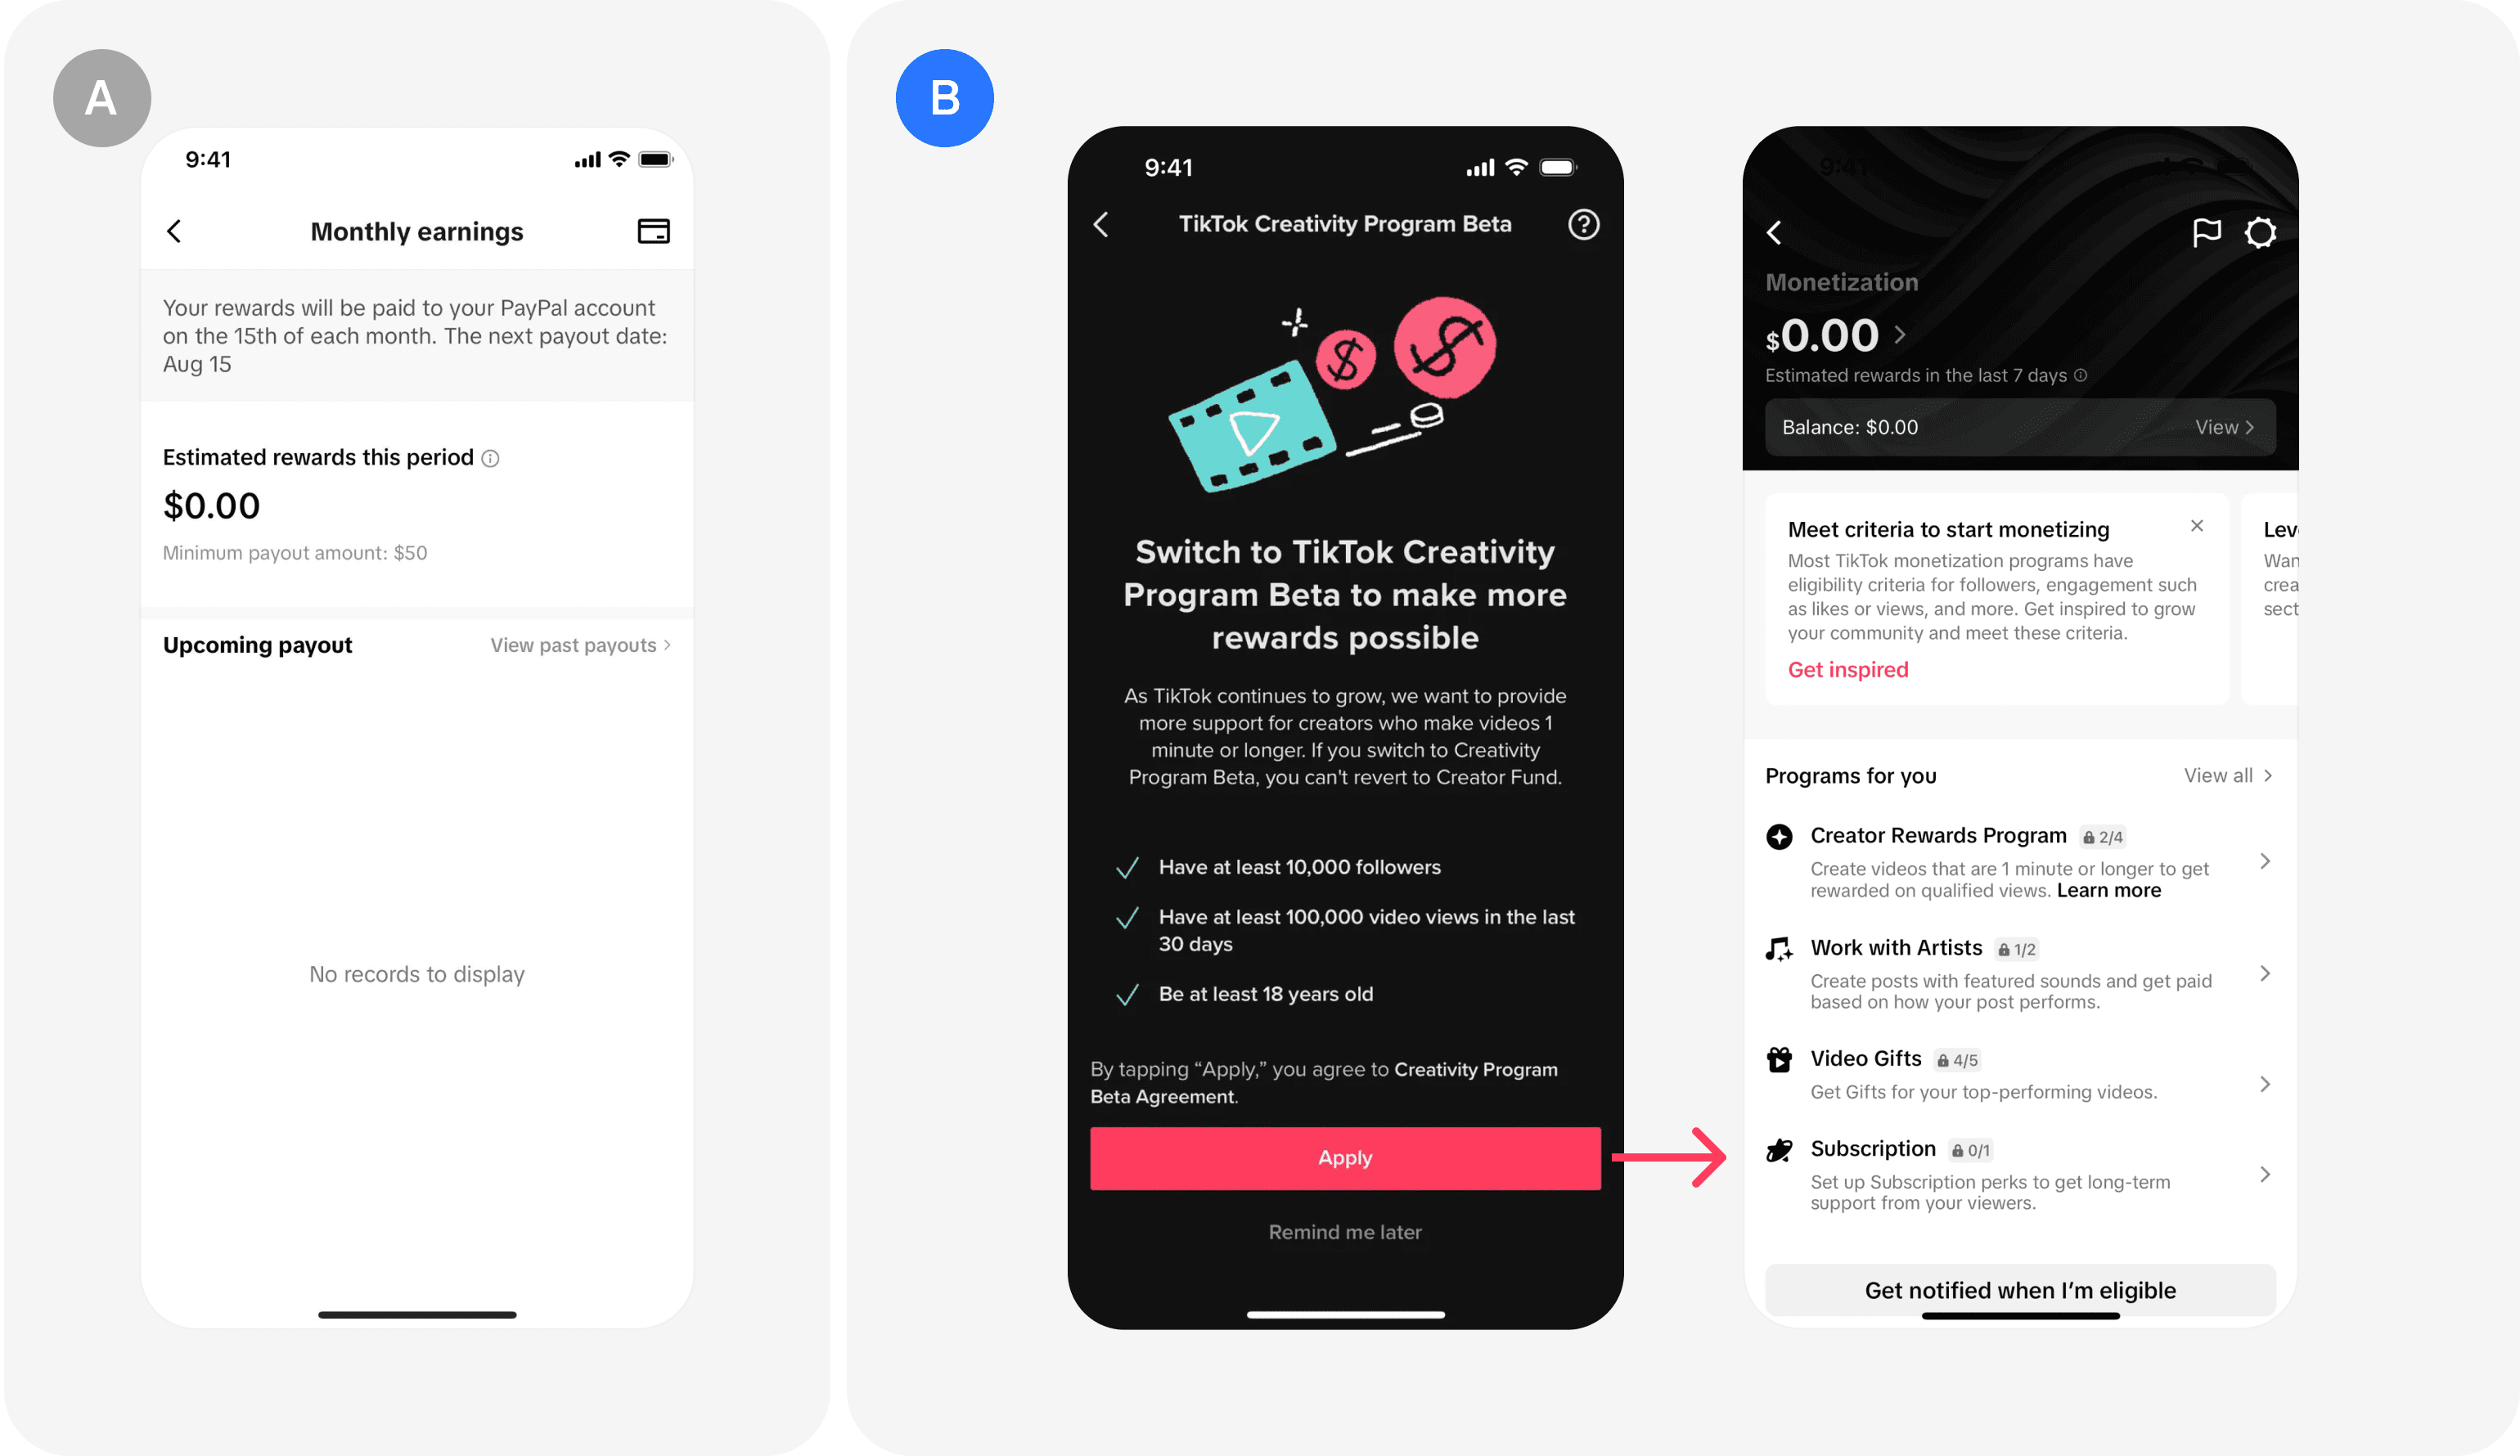 A
9:41
Monthly earnings
Your rewards will be paid to your PayPal account
on the 15th of each month. The next payout date:
Aug 15
Estimated rewards this period
$0.00
Minimum payout amount: $50
Upcoming payout
View past payouts
No records to display
B
9:41
TikTok Creativity Program Beta
Switch to TikTok Creativity
Program Beta to make more
rewards possible
As TikTok continues to grow, we want to provide
more support for creators who make videos 1
minute or longer. If you switch to Creativity
Program Beta, you can't revert to Creator Fund.
Have at least 10,000 followers
Have at least 100,000 video views in the last
30 days
Be at least 18 years old
By tapping “Apply,” you agree to Creativity Program
Beta Agreement.
Apply
Remind me later
9:41
Monetization
$0.00
Estimated rewards in the last 7 days
Balance: $0.00
View
Meet criteria to start monetizing
Most TikTok monetization programs have
eligibility criteria for followers, engagement such
as likes or views, and more. Get inspired to grow
your community and meet these criteria.
Get inspired
Lev
Wan
crea
sect
Programs for you
View all
Creator Rewards Program 2/4
Create videos that are 1 minute or longer to get
rewarded on qualified views. Learn more
Work with Artists 1/2
Create posts with featured sounds and get paid
based on how your post performs.
Video Gifts 4/5
Get Gifts for your top-performing videos.
Subscription 0/1
Set up Subscription perks to get long-term
support from your viewers.
Get notified when I’m eligible